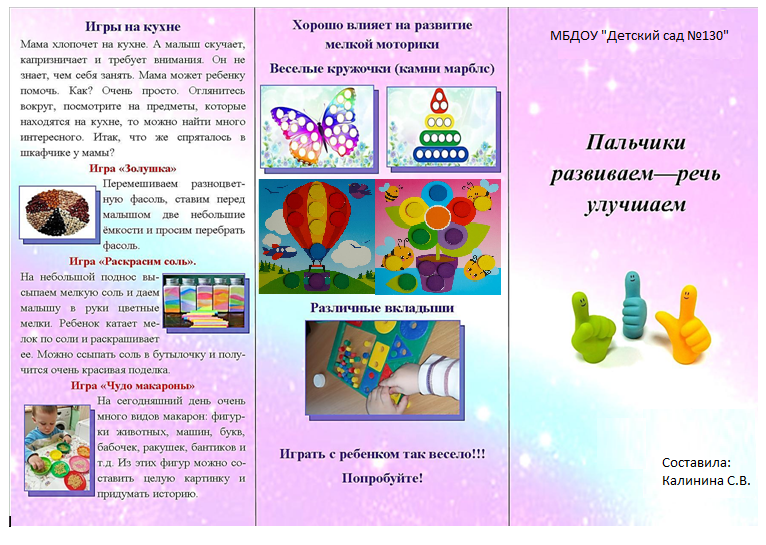 Игры на кухне
Мама хлопочет на кухне. А малыш скучает,
капризничает и требует внимания. Он не
знает, чем себя занять. Мама может ребенку
помочь. Как? Очень просто. Оглянитесь
вокруг, посмотрите на предметы, которые
находятся на кухне, то можно найти много
интересного. Итак, что же спряталось в
шкафчике у мамы?
Игра «Золушка»
Перемешиваем разноцвет-
ную фасоль, ставим перед
малышом две небольшие
ёмкости и просим перебрать
фасоль.
Игра «Раскрасим соль».
На небольшой поднос вы-
сыпаем мелкую соль и даем
малышу в руки цветные
мелки. Ребенок катает ме-
лок по соли и раскрашивает
ее. Можно ссыпать соль в бутылочку и полу-
чится очень красивая поделка.
Игра «Чудо макароны»
На сегодняшний день очень
много видов макарон: фигур-
ки животных, машин, букв,
бабочек, ракушек, бантиков и
т.д. Из этих фигур можно со-
ставить целую картинку и
придумать историю.
Хорошо влияет на развитие
мелкой моторики
Веселые кружочки (камни марблс)
Различные вкладыши
Играть с ребенком так весело!!!
Попробуйте!
МБДОУ "Детский сад №130"
Пальчики
развиваем—речь
улучшаем
Составила:
Калинина С.В.